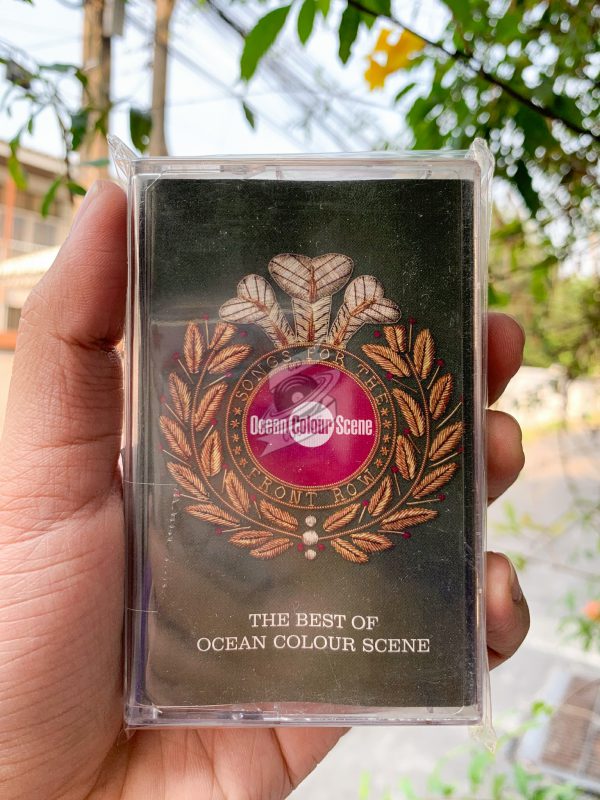 SONGS FOR THE
Ocean Colour Scene
FRONT ROW
THE BEST OF
OCEAN COLOUR SCENE